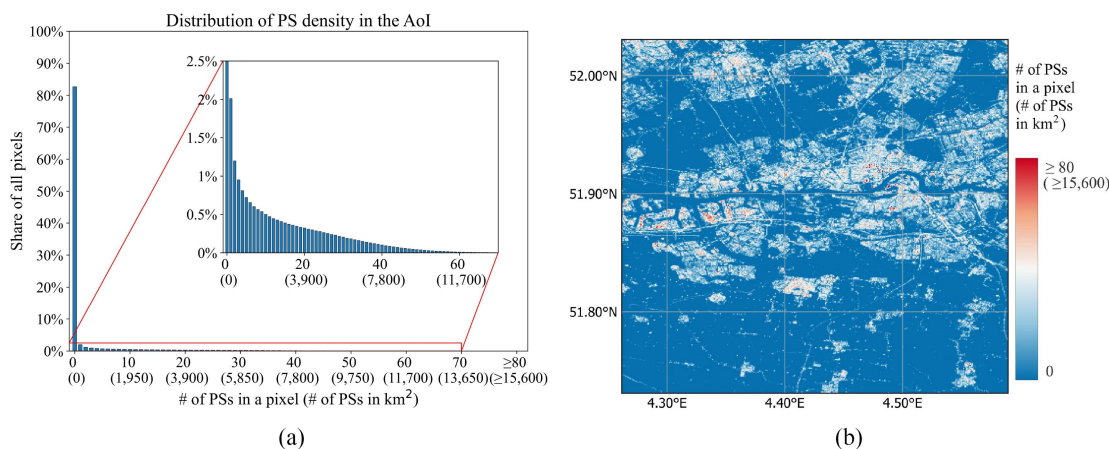 Distribution of PS density in the AoI
100%
90%
80%
70%
60%
50%
40%
30%
20%
10%
0%
Share of all pixels
2.5%
2%
1.5%
1%
0.5%
0%
0 20 40 60
(0) (3,900) (7,800) (11,700)
0 10 20 30 40 50 60 70 ≥80
(0) (1,950) (3,900) (5,850) (7,800) (9,750) (11,700) (13,650) (≥15,600)
# of PSs in a pixel (# of PSs in km²)
(a)
52.00°N
51.90°N
51.80°N
4.30°E 4.40°E 4.50°E
# of PSs
in a pixel
(# of PSs
in km²)
≥ 80
(≥15,600)
0
(b)